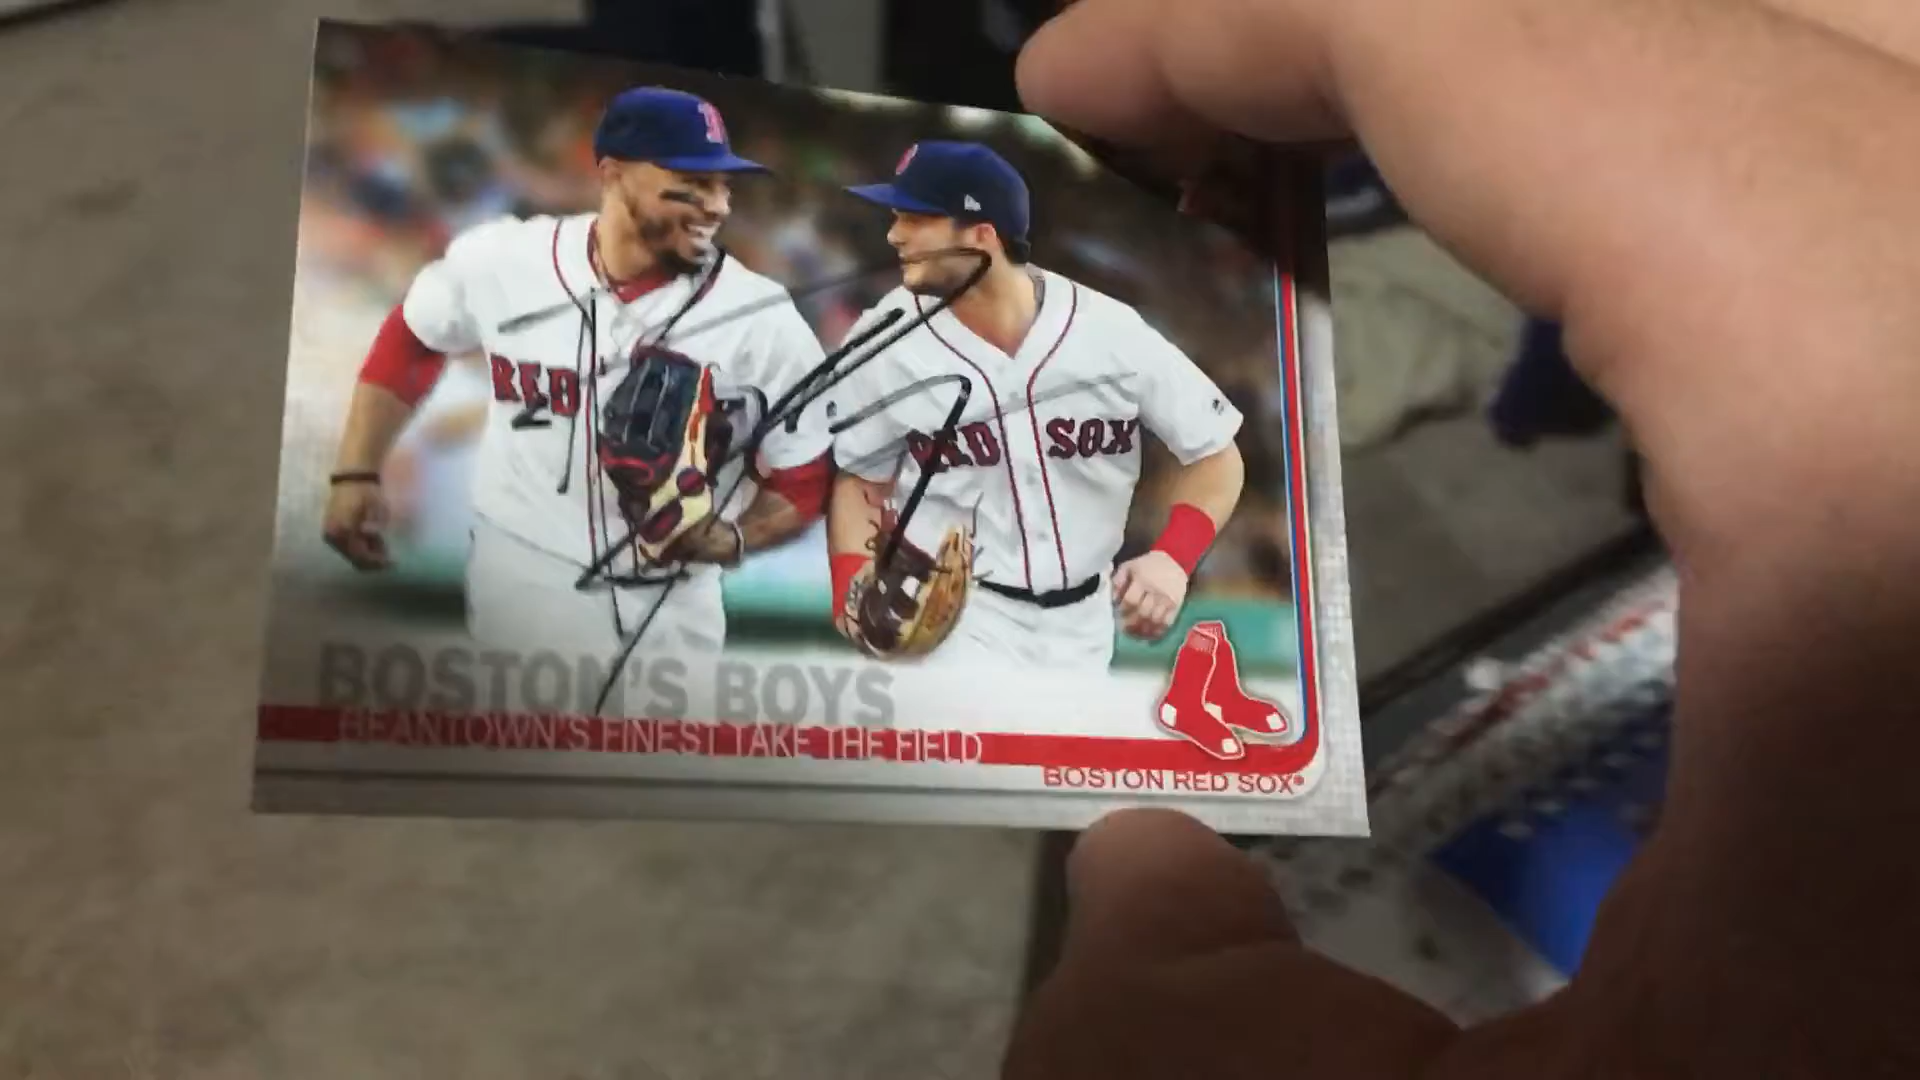 RED
RED SOX
BOSTON'S BOYS
BEANTOWN'S FINEST TAKE THE FIELD
BOSTON RED SOX